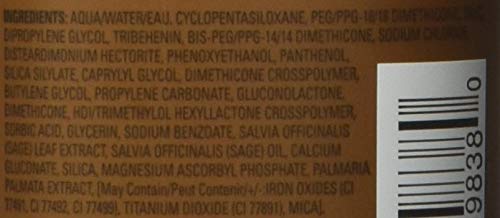 INGREDIENTS: AQUA/WATER/EAU, CYCLOPENTASILOXANE, PEG/PPG-18/18 DIMETHICONE,
DIPROPYLENE GLYCOL, TRIBEHENIN, BIS-PEG/PPG-14/14 DIMETHICONE, SODIUM CHLORIDE,
DISTEARDIMONIUM HECTORITE, PHENOXYETHANOL, PANTHENOL,
SILICA SILYLATE, CAPRYLYL GLYCOL, DIMETHICONE CROSSPOLYMER,
BUTYLENE GLYCOL, PROPYLENE CARBONATE, GLUCONOLACTONE,
DIMETHICONE, HDI/TRIMETHYLOL HEXYLLACTONE CROSSPOLYMER,
SORBIC ACID, GLYCERIN, SODIUM BENZOATE, SALVIA OFFICINALIS
(SAGE) LEAF EXTRACT, SALVIA OFFICINALIS (SAGE) OIL, CALCIUM
GLUCONATE, SILICA, MAGNESIUM ASCORBYL PHOSPHATE, PALMARIA
PALMATA EXTRACT, [May Contain/Peut Contenir/+/-:IRON OXIDES (CI
77491, CI 77492, CI 77499), TITANIUM DIOXIDE (CI 77891), MICA].
9838 0